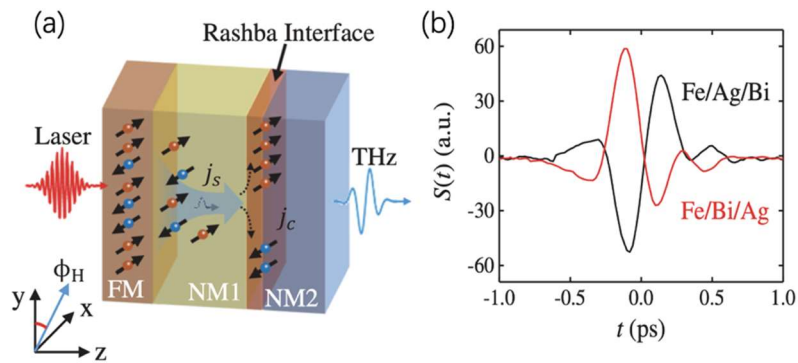 (a)
Rashba Interface
Laser
THz
j_s
j_c
ϕ_H
y
x
z
FM
NM1
NM2
(b)
S(t) (a.u.)
60
30
0
-30
-60
Fe/Ag/Bi
Fe/Bi/Ag
-1.0 -0.5 0.0 0.5 1.0
t (ps)